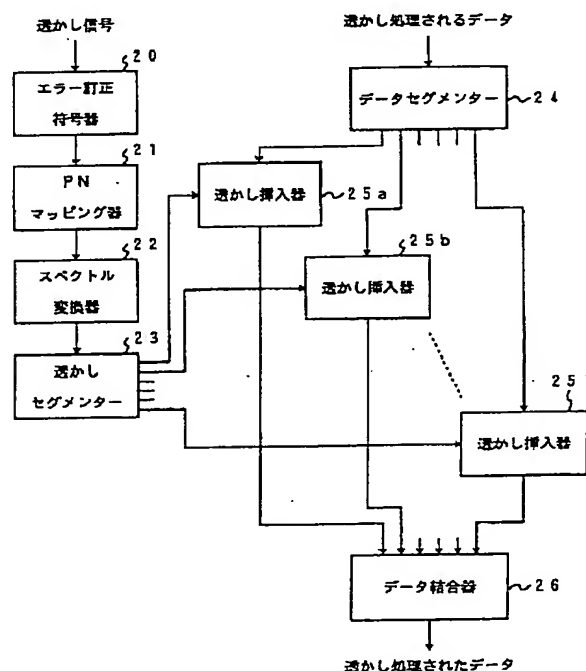 透かし信号
20
エラー訂正
符号器
21
PN
マッピング器
22
スペクトル
変換器
23
透かし
セグメンター
透かし処理されるデータ
データセグメンター
24
透かし挿入器
25a
25b
透かし挿入器
25
透かし挿入器
データ結合器
26
透かし処理されたデータ